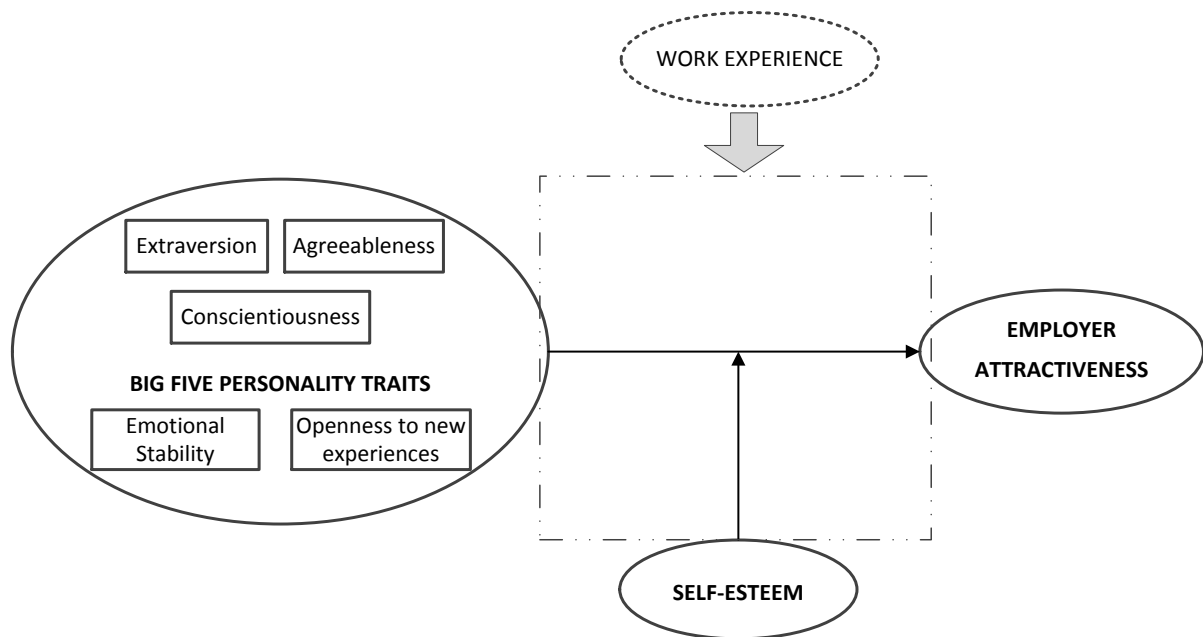 WORK EXPERIENCE
Extraversion
Agreeableness
Conscientiousness
BIG FIVE PERSONALITY TRAITS
Emotional
Stability
Openness to new
experiences
EMPLOYER
ATTRACTIVENESS
SELF-ESTEEM